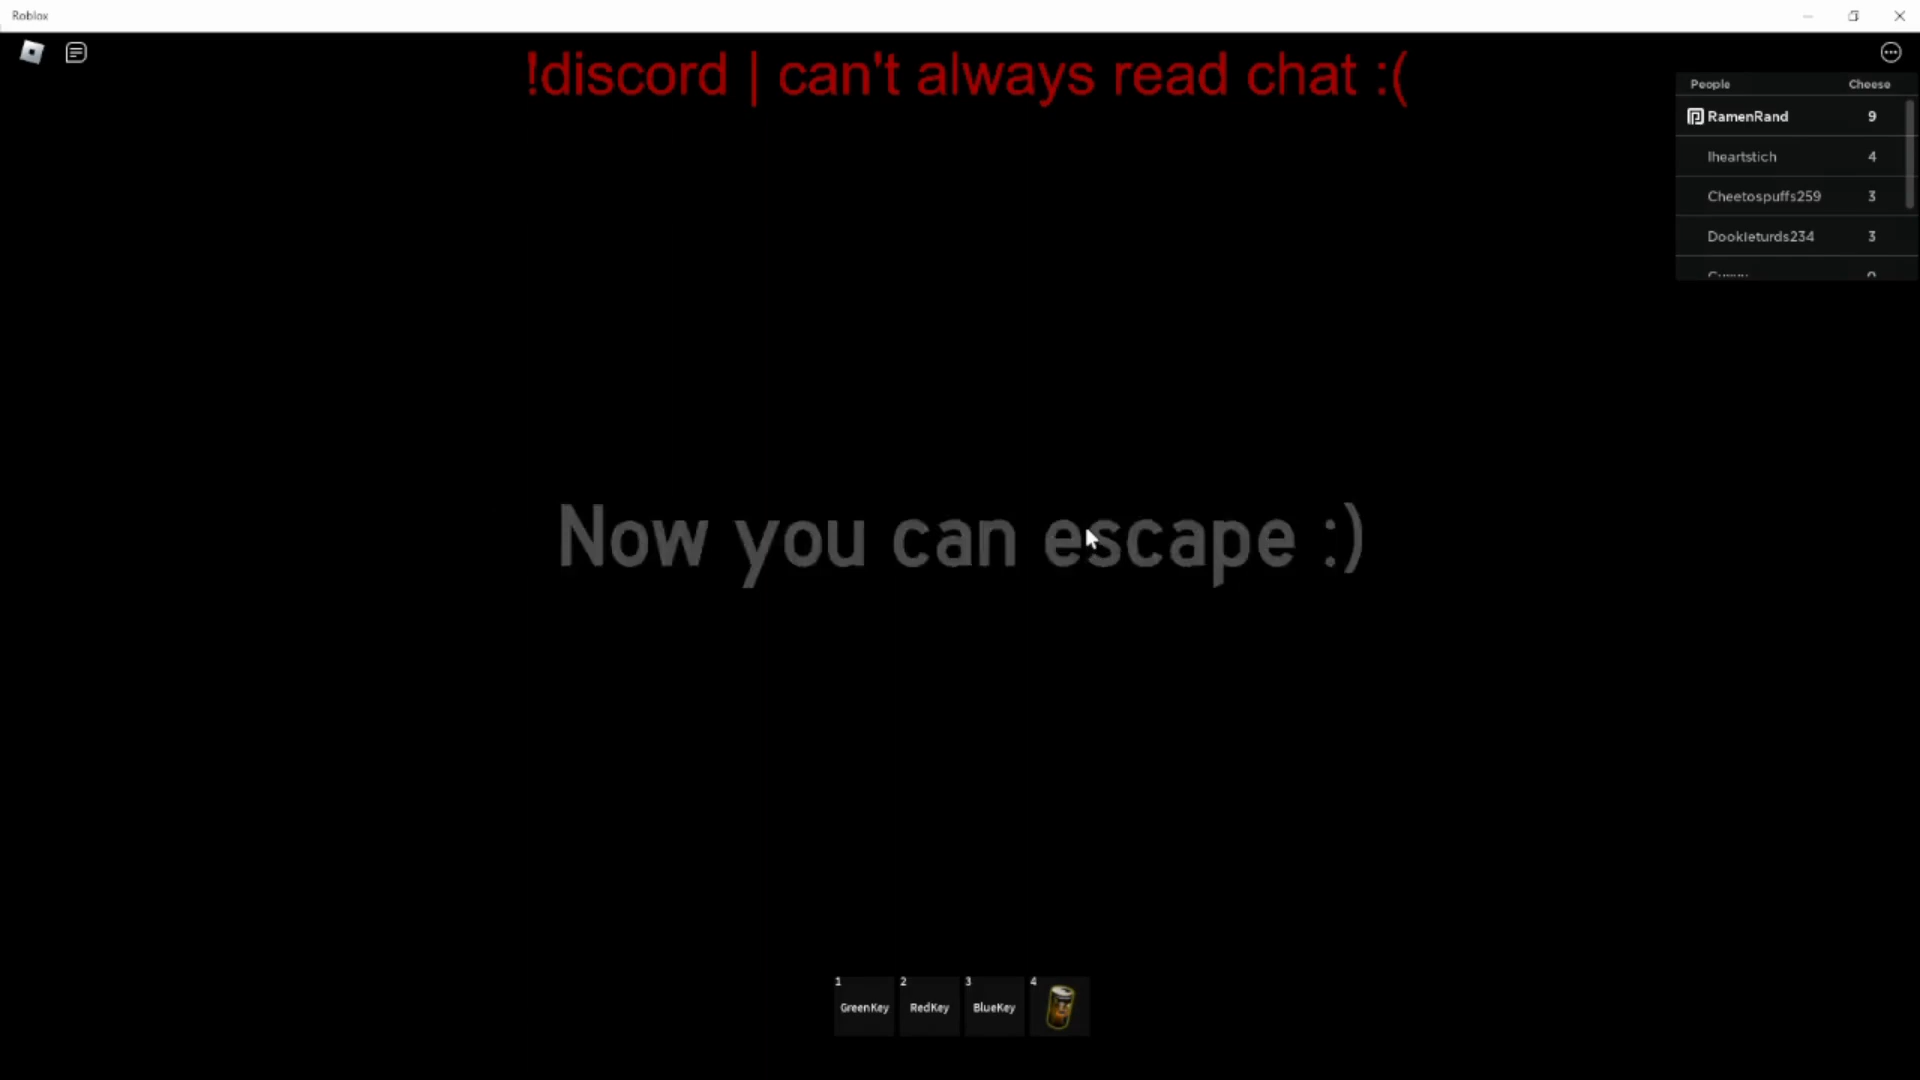 Roblox
!discord | can't always read chat :(
People Cheese
RamenRand 9
Iheartstich 4
Cheetospuffs259 3
Dookieturds234 3
Now you can escape :)
1 2 3 4
GreenKey RedKey BlueKey